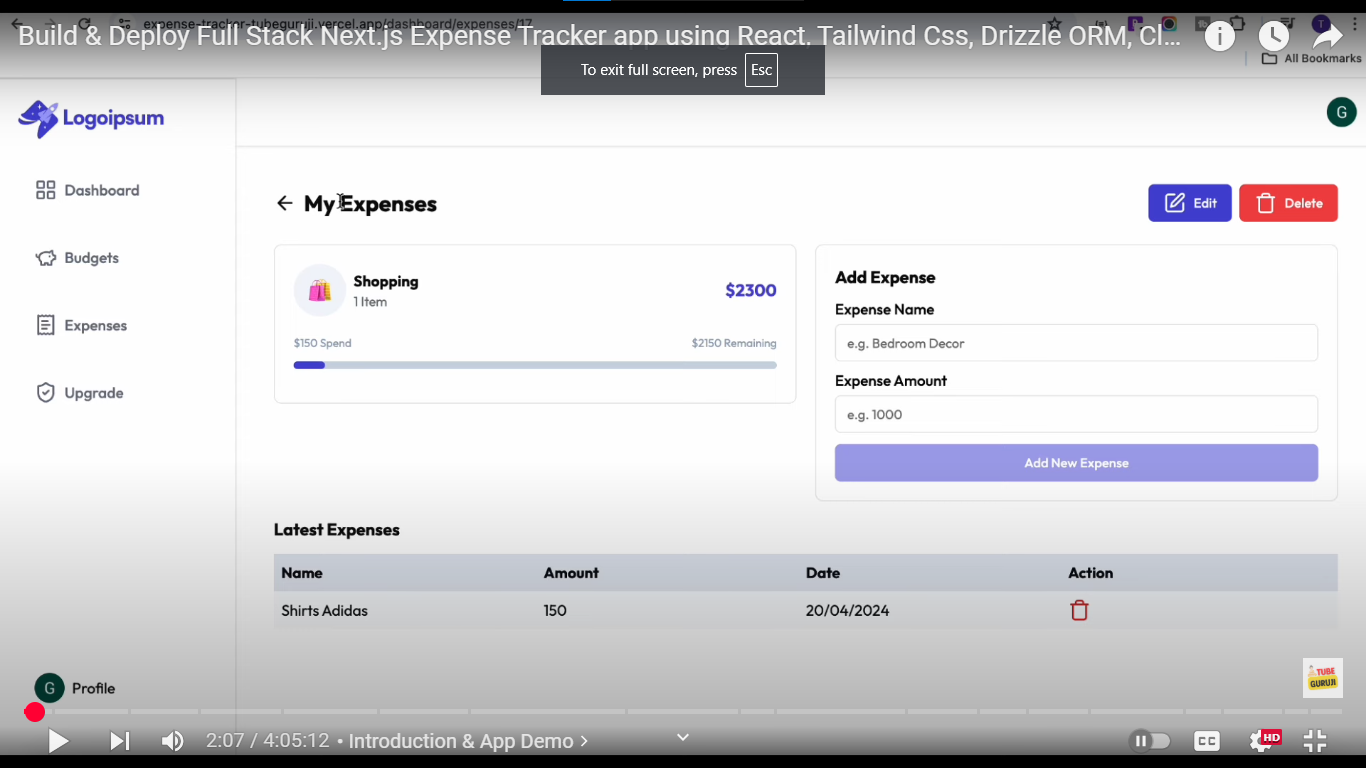 expense-tracker-tubeguruji.vercel.app/dashboard/expenses/17
Build & Deploy Full Stack Next.js Expense Tracker app using React, Tailwind Css, Drizzle ORM, Cl...
All Bookmarks
To exit full screen, press Esc
Logoipsum
G
Dashboard
My Expenses
Edit
Delete
Budgets
Shopping
1 Item
$2300
Add Expense
Expense Name
Expenses
$150 Spend
$2150 Remaining
e.g. Bedroom Decor
Expense Amount
Upgrade
e.g. 1000
Add New Expense
Latest Expenses
Name Amount Date Action
Shirts Adidas 150 20/04/2024
G Profile
TUBE
GURUJI
2:07 / 4:05:12 • Introduction & App Demo
CC
HD